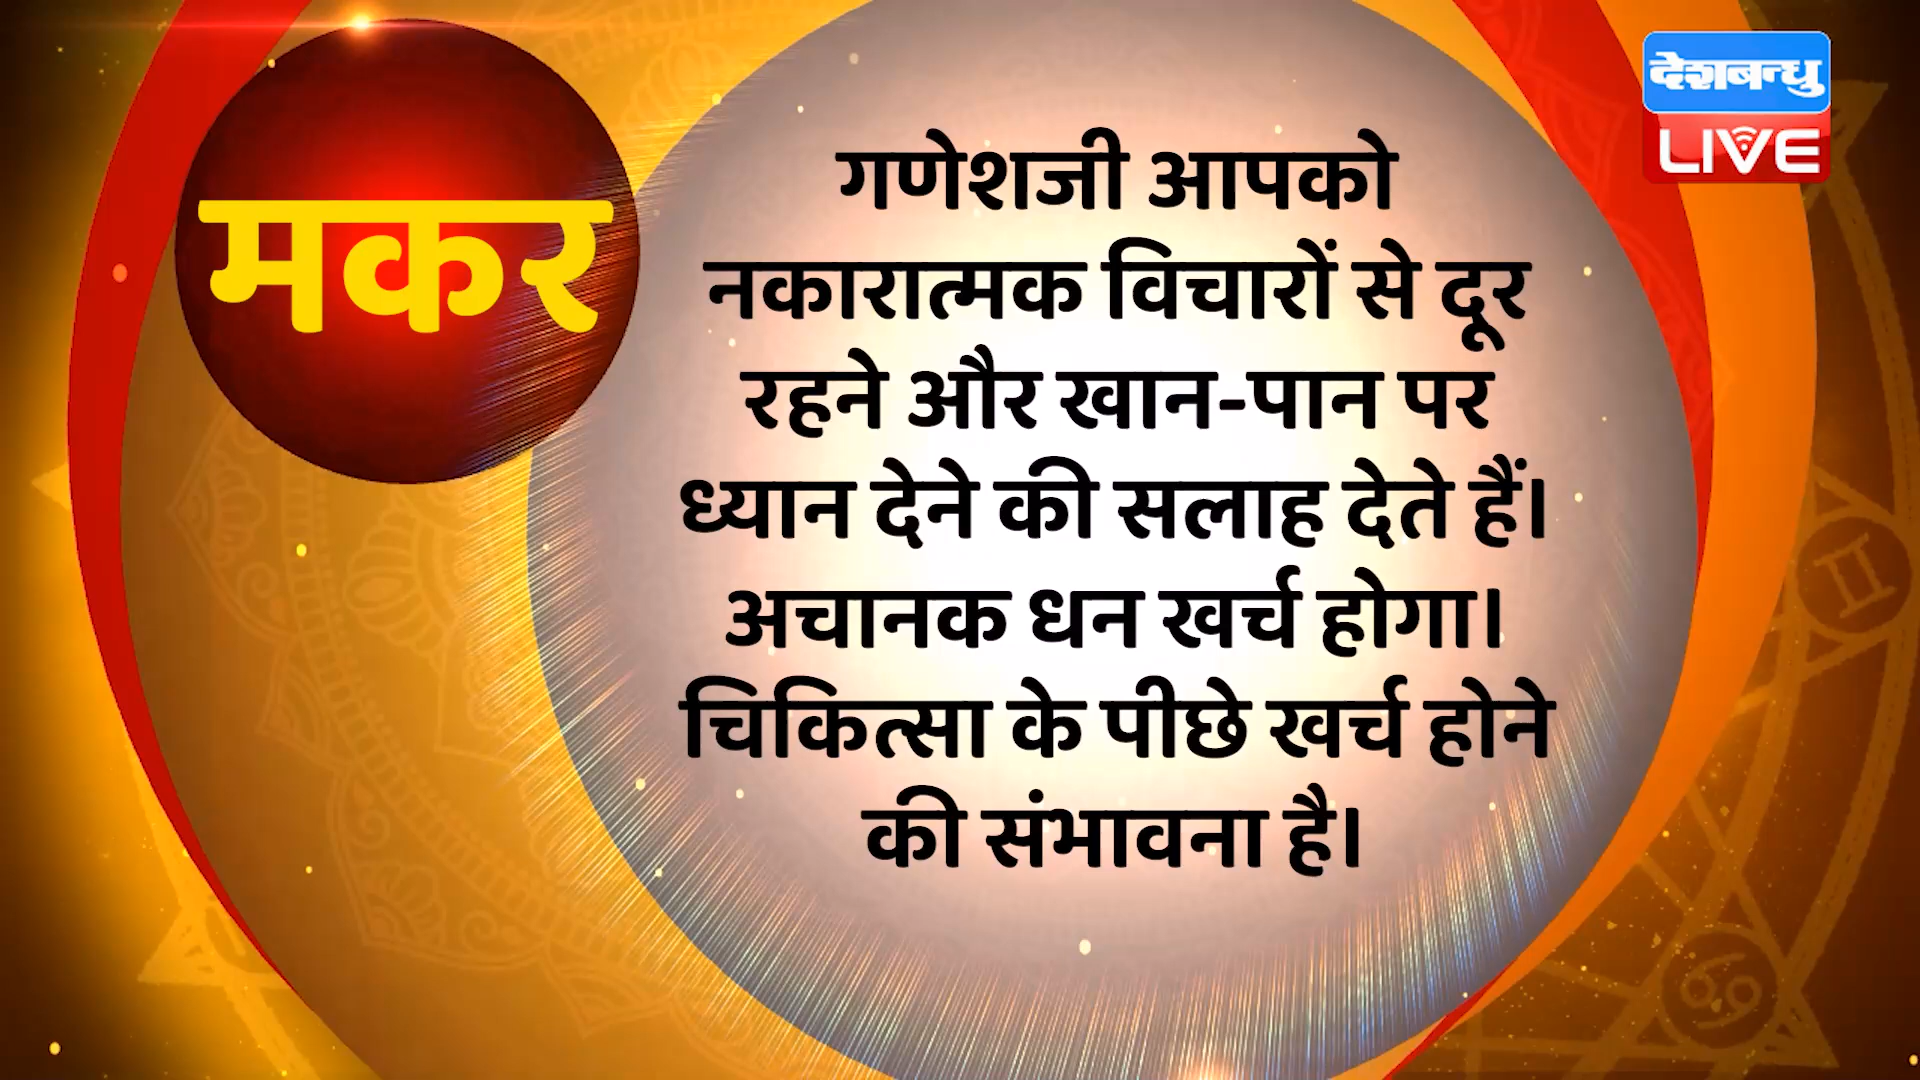 देशबन्धु
LIVE
मकर
गणेशजी आपको
नकारात्मक विचारों से दूर
रहने और खान-पान पर
ध्यान देने की सलाह देते हैं।
अचानक धन खर्च होगा।
चिकित्सा के पीछे खर्च होने
की संभावना है।